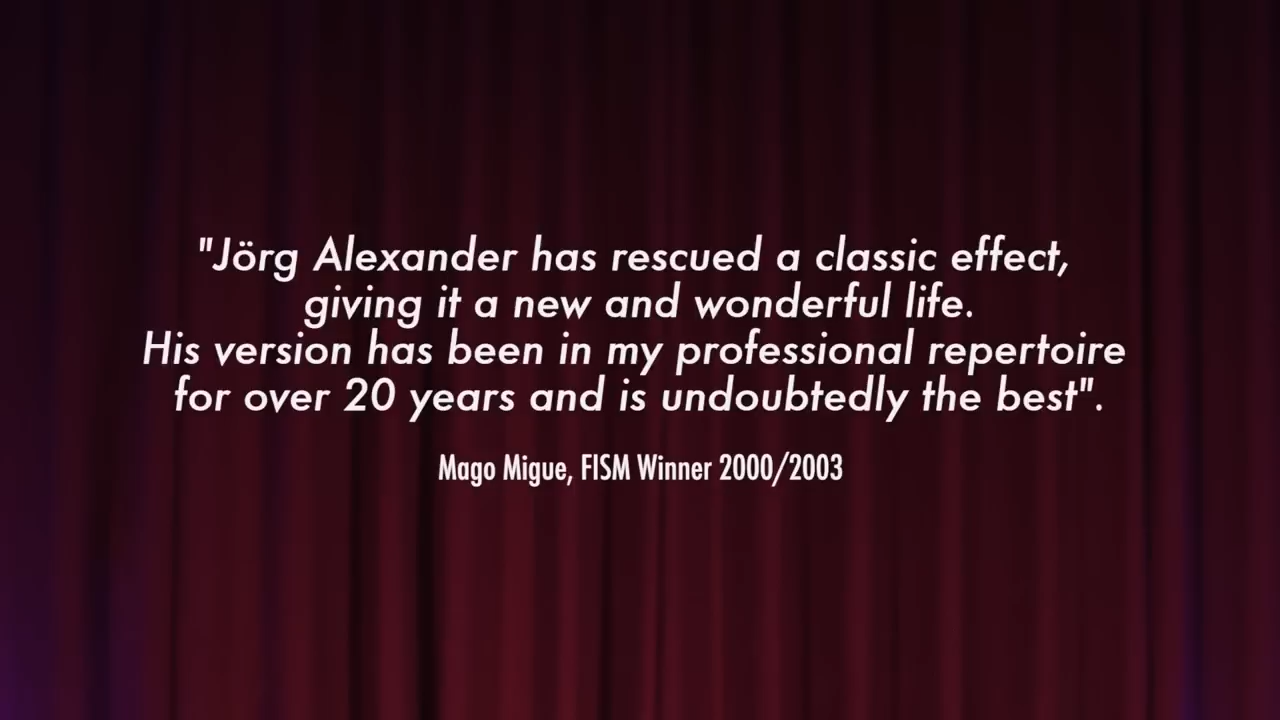 "Jörg Alexander has rescued a classic effect,
giving it a new and wonderful life.
His version has been in my professional repertoire
for over 20 years and is undoubtedly the best".
Mago Migue, FISM Winner 2000/2003